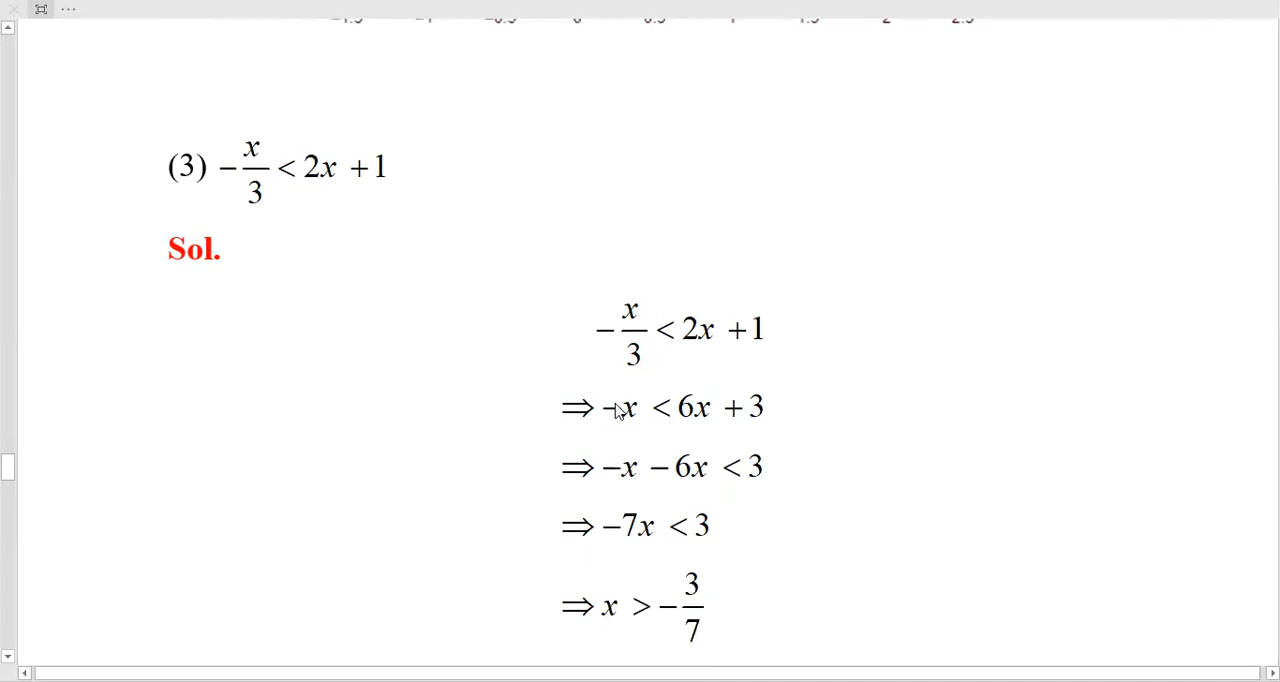 (3) −x/3 < 2x + 1
Sol.
−x/3 < 2x + 1
⇒ −x < 6x + 3
⇒ −x − 6x < 3
⇒ −7x < 3
⇒ x > −3/7